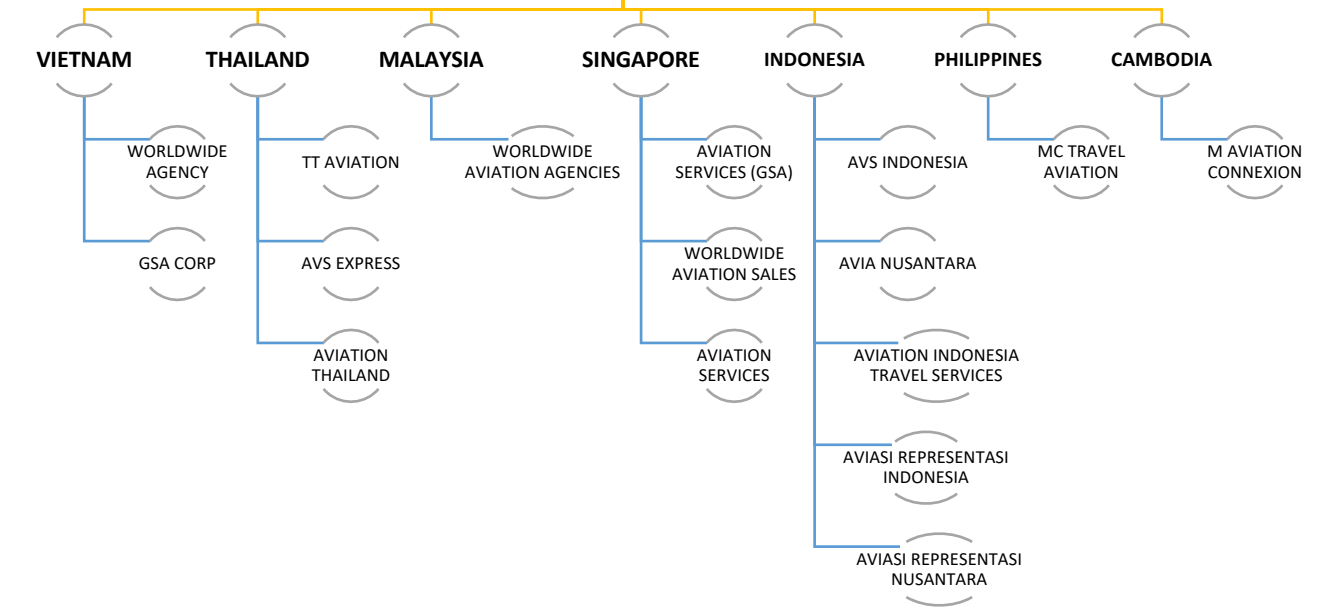 VIETNAM
THAILAND
MALAYSIA
SINGAPORE
INDONESIA
PHILIPPINES
CAMBODIA
WORLDWIDE
AGENCY
GSA CORP
TT AVIATION
AVS EXPRESS
AVIATION
THAILAND
WORLDWIDE
AVIATION AGENCIES
AVIATION
SERVICES (GSA)
WORLDWIDE
AVIATION SALES
AVIATION
SERVICES
AVS INDONESIA
AVIA NUSANTARA
AVIATION INDONESIA
TRAVEL SERVICES
AVIASI REPRESENTASI
INDONESIA
AVIASI REPRESENTASI
NUSANTARA
MC TRAVEL
AVIATION
M AVIATION
CONNEXION